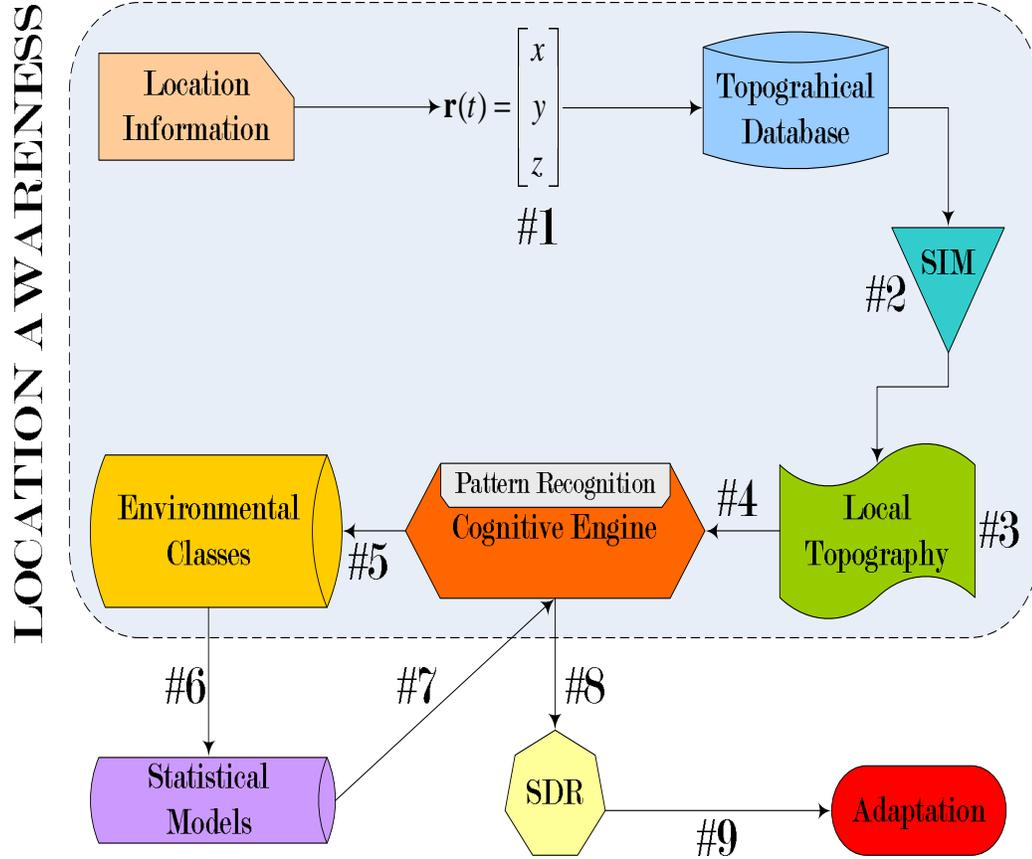 LOCATION AWARENESS
Location
Information
r(t) = [x y z]
#1
Topograhical
Database
SIM
#2
Local
Topography
#3
#4
Pattern Recognition
Cognitive Engine
#5
Environmental
Classes
#6
#7
#8
Statistical
Models
SDR
#9
Adaptation